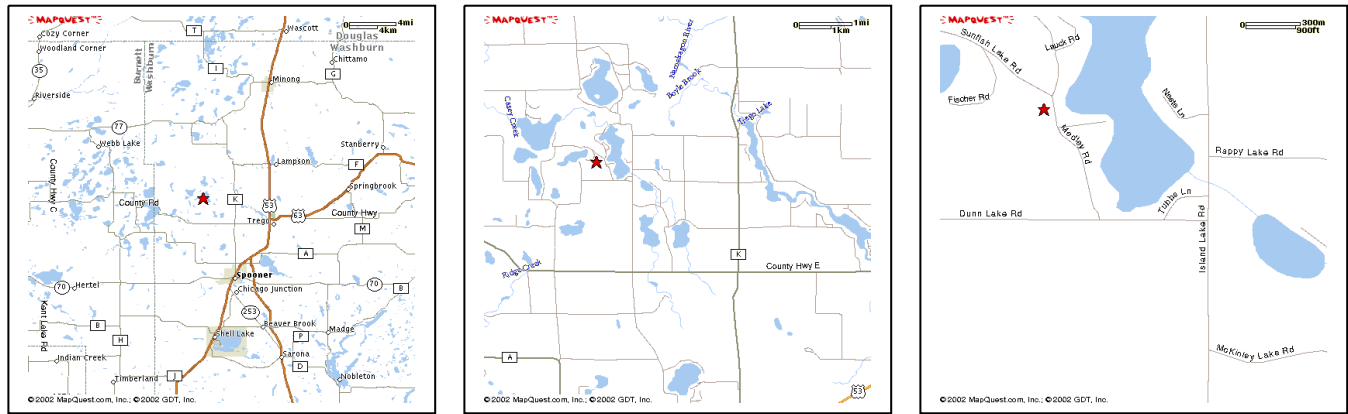 MAPQUEST
4mi
4km
0
Cozy Corner
Woodland Corner
35
Riverside
T
Burnett
Washburn
I
Wascott
Douglas
Washburn
Chittamo
G
Minong
77
Webb Lake
Stanberry
Lampson
F
County Hwy C
Springbrook
County Rd
K
53
63
County Hwy
Trego
M
A
Spooner
70
Hertel
Chicago Junction
70
B
Kent Lake Rd
253
B
Beaver Brook
Madge
H
Shell Lake
P
Indian Creek
Sarona
D
Timberland
J
Nobleton
©2002 MapQuest.com, Inc.; ©2002 GDT, Inc.
MAPQUEST
1mi
0
1km
Namekagon River
Boyle Brook
Casey Creek
Trego Lake
K
Ridge Creek
County Hwy E
A
53
©2002 MapQuest.com, Inc.; ©2002 GDT, Inc.
MAPQUEST
300m
0
900ft
Sunfish Lake Rd
Lauck Rd
Fischer Rd
Medley Rd
Ness Ln
Rappy Lake Rd
Tubbs Ln
Dunn Lake Rd
Island Lake Rd
McKinley Lake Rd
©2002 MapQuest.com, Inc.; ©2002 GDT, Inc.